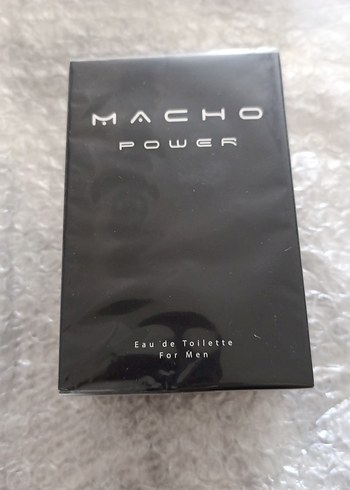 MACHO
POWER
Eau de Toilette
For Men